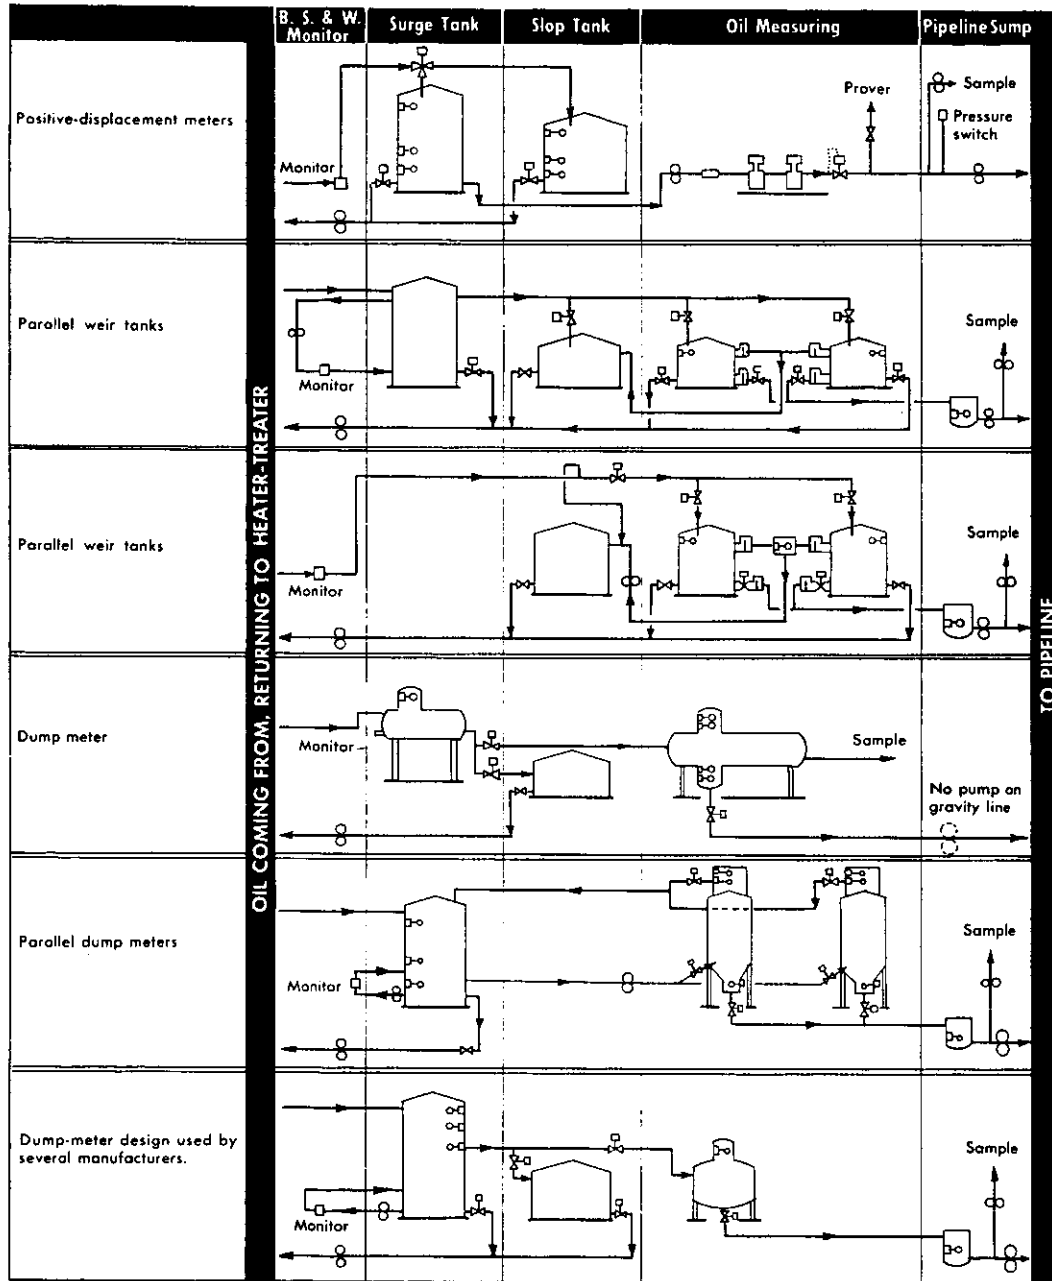 B. S. & W.
Monitor
Surge Tank
Slop Tank
Oil Measuring
Pipeline Sump
OIL COMING FROM, RETURNING TO HEATER-TREATER
TO PIPELINE
Positive-displacement meters
Monitor
Prover
Sample
Pressure
switch
Parallel weir tanks
Monitor
Sample
Parallel weir tanks
Monitor
Sample
Dump meter
Monitor
Sample
No pump on
gravity line
Parallel dump meters
Monitor
Sample
Dump-meter design used by
several manufacturers.
Monitor
Sample